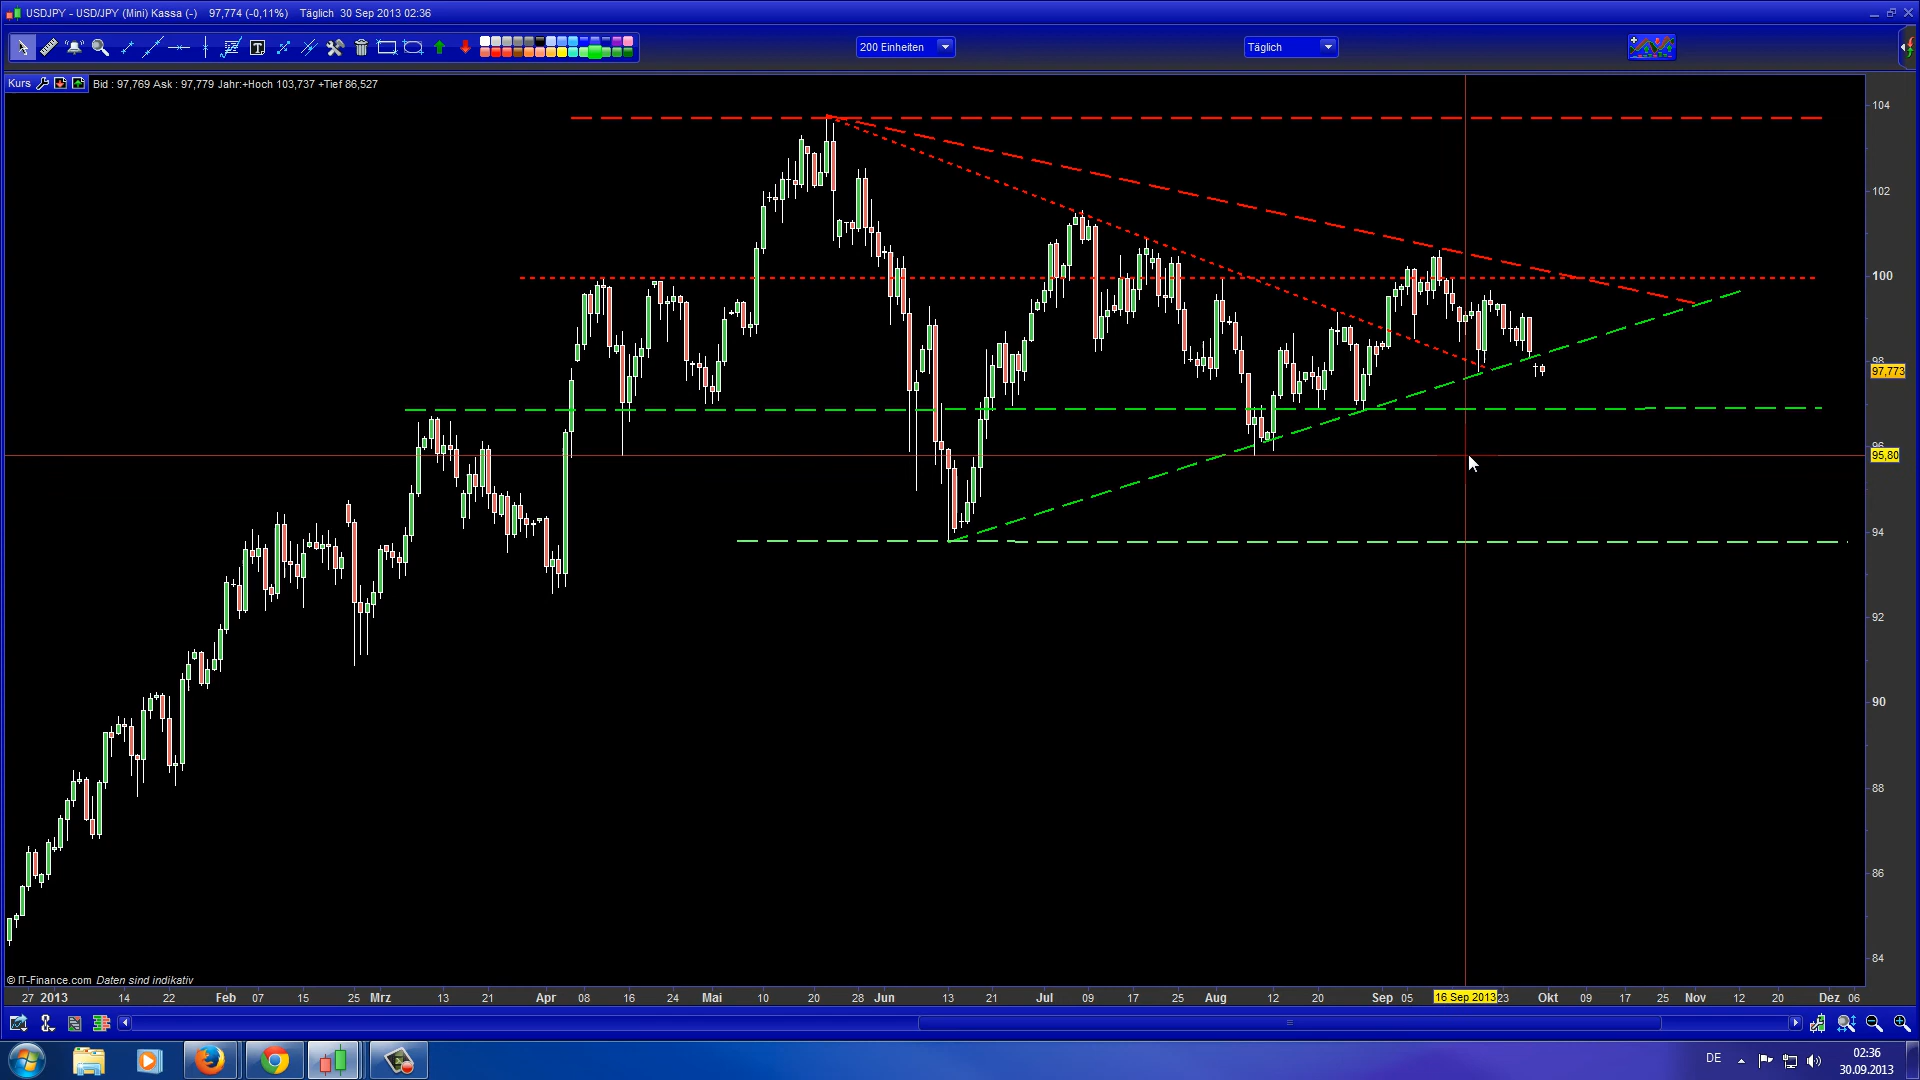 USDJPY - USD/JPY (Mini) Kassa (-) 97,774 (-0,11%) Täglich 30 Sep 2013 02:36
200 Einheiten
Täglich
Kurs
Bid : 97,769 Ask : 97,779 Jahr:+Hoch 103,737 +Tief 86,527
104
102
100
98
97,773
96
95,80
94
92
90
88
86
84
© IT-Finance.com Daten sind indikativ
27 2013 14 22 Feb 07 15 25 Mrz 13 21 Apr 08 16 24 Mai 10 20 28 Jun 13 21 Jul 09 17 25 Aug 12 20 Sep 05 16 Sep 2013 23 Okt 09 17 25 Nov 12 20 Dez 06
DE
02:36
30.09.2013